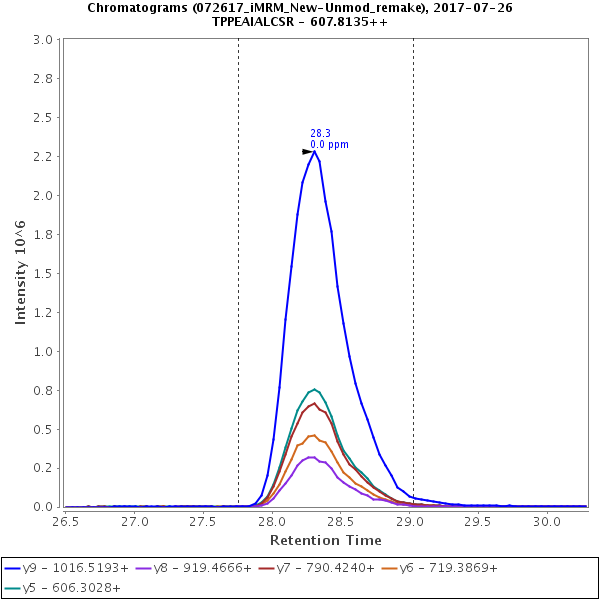 Chromatograms (072617_iMRM_New-Unmod_remake), 2017-07-26
TPPEAIALCSR - 607.8135++
3.0
2.8
2.5
2.2
2.0
1.8
1.5
1.2
1.0
0.8
0.5
0.2
0.0
Intensity 10^6
28.3
0.0 ppm
26.5 27.0 27.5 28.0 28.5 29.0 29.5 30.0
Retention Time
y9 - 1016.5193+ y8 - 919.4666+ y7 - 790.4240+ y6 - 719.3869+
y5 - 606.3028+